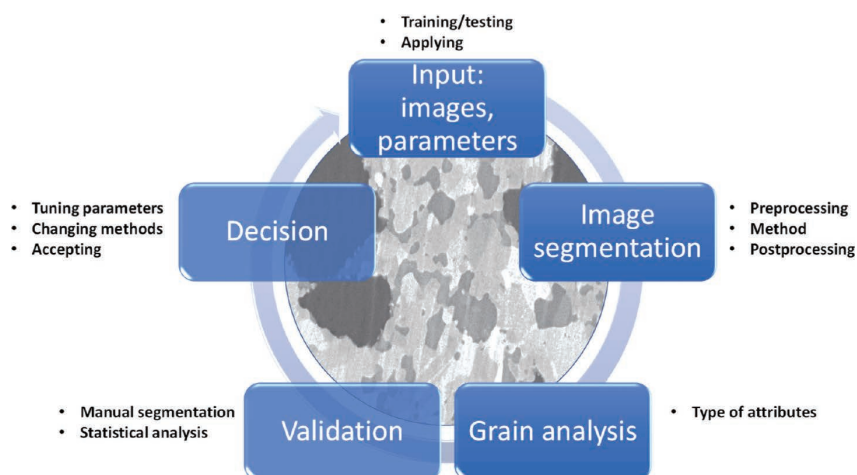 • Training/testing
• Applying
Input:
images,
parameters
Image
segmentation
• Preprocessing
• Method
• Postprocessing
Grain analysis
• Type of attributes
Validation
• Manual segmentation
• Statistical analysis
Decision
• Tuning parameters
• Changing methods
• Accepting